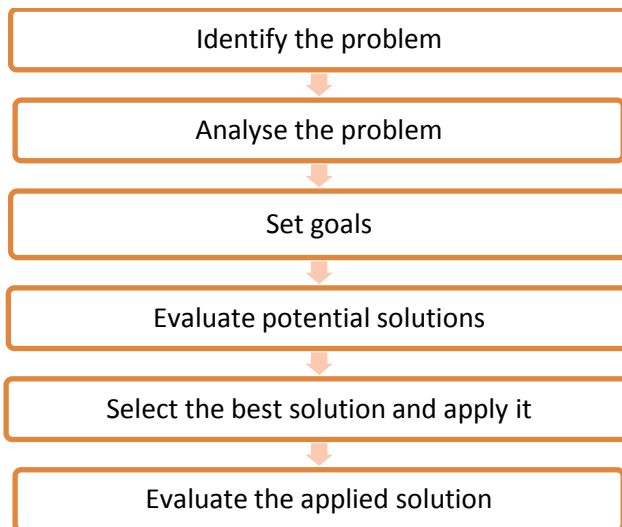 Identify the problem
Analyse the problem
Set goals
Evaluate potential solutions
Select the best solution and apply it
Evaluate the applied solution